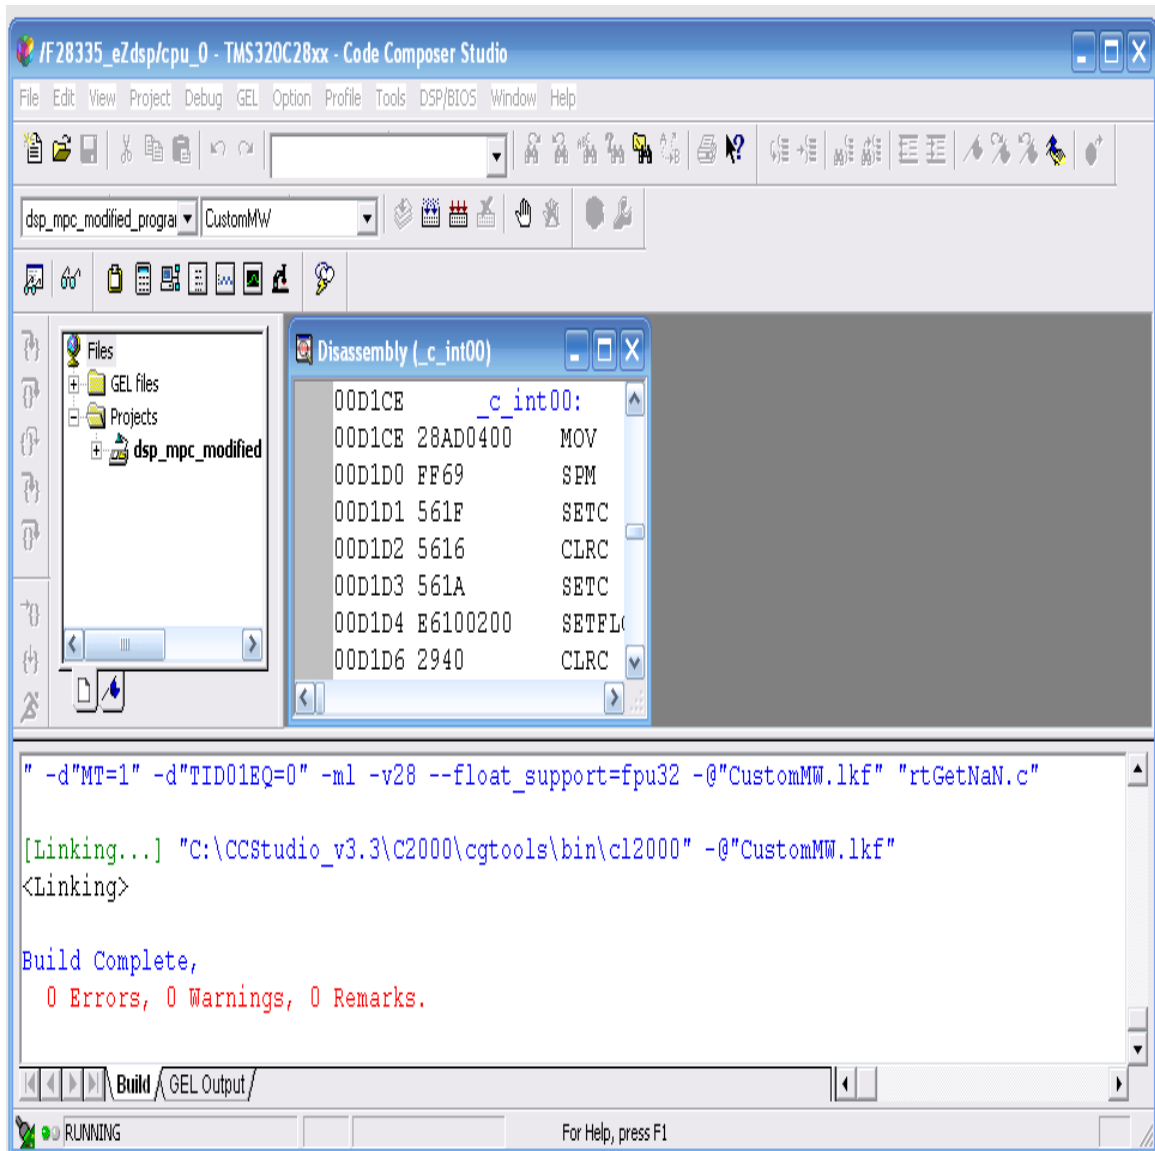 /F28335_eZdsp/cpu_0 - TMS320C28xx - Code Composer Studio
File Edit View Project Debug GEL Option Profile Tools DSP/BIOS Window Help
dsp_mpc_modified_prograı CustomMW
Files
GEL files
Projects
dsp_mpc_modified
Disassembly (_c_int00)
00D1CE _c_int00:
00D1CE 28AD0400 MOV
00D1D0 FF69 SPM
00D1D1 561F SETC
00D1D2 5616 CLRC
00D1D3 561A SETC
00D1D4 E6100200 SETFL
00D1D6 2940 CLRC
" -d"MT=1" -d"TID01EQ=0" -ml -v28 --float_support=fpu32 -@"CustomMW.lkf" "rtGetNaN.c"
[Linking...] "C:\CCStudio_v3.3\C2000\cgtools\bin\cl2000" -@"CustomMW.lkf"
<Linking>
Build Complete,
0 Errors, 0 Warnings, 0 Remarks.
Build GEL Output
RUNNING For Help, press F1